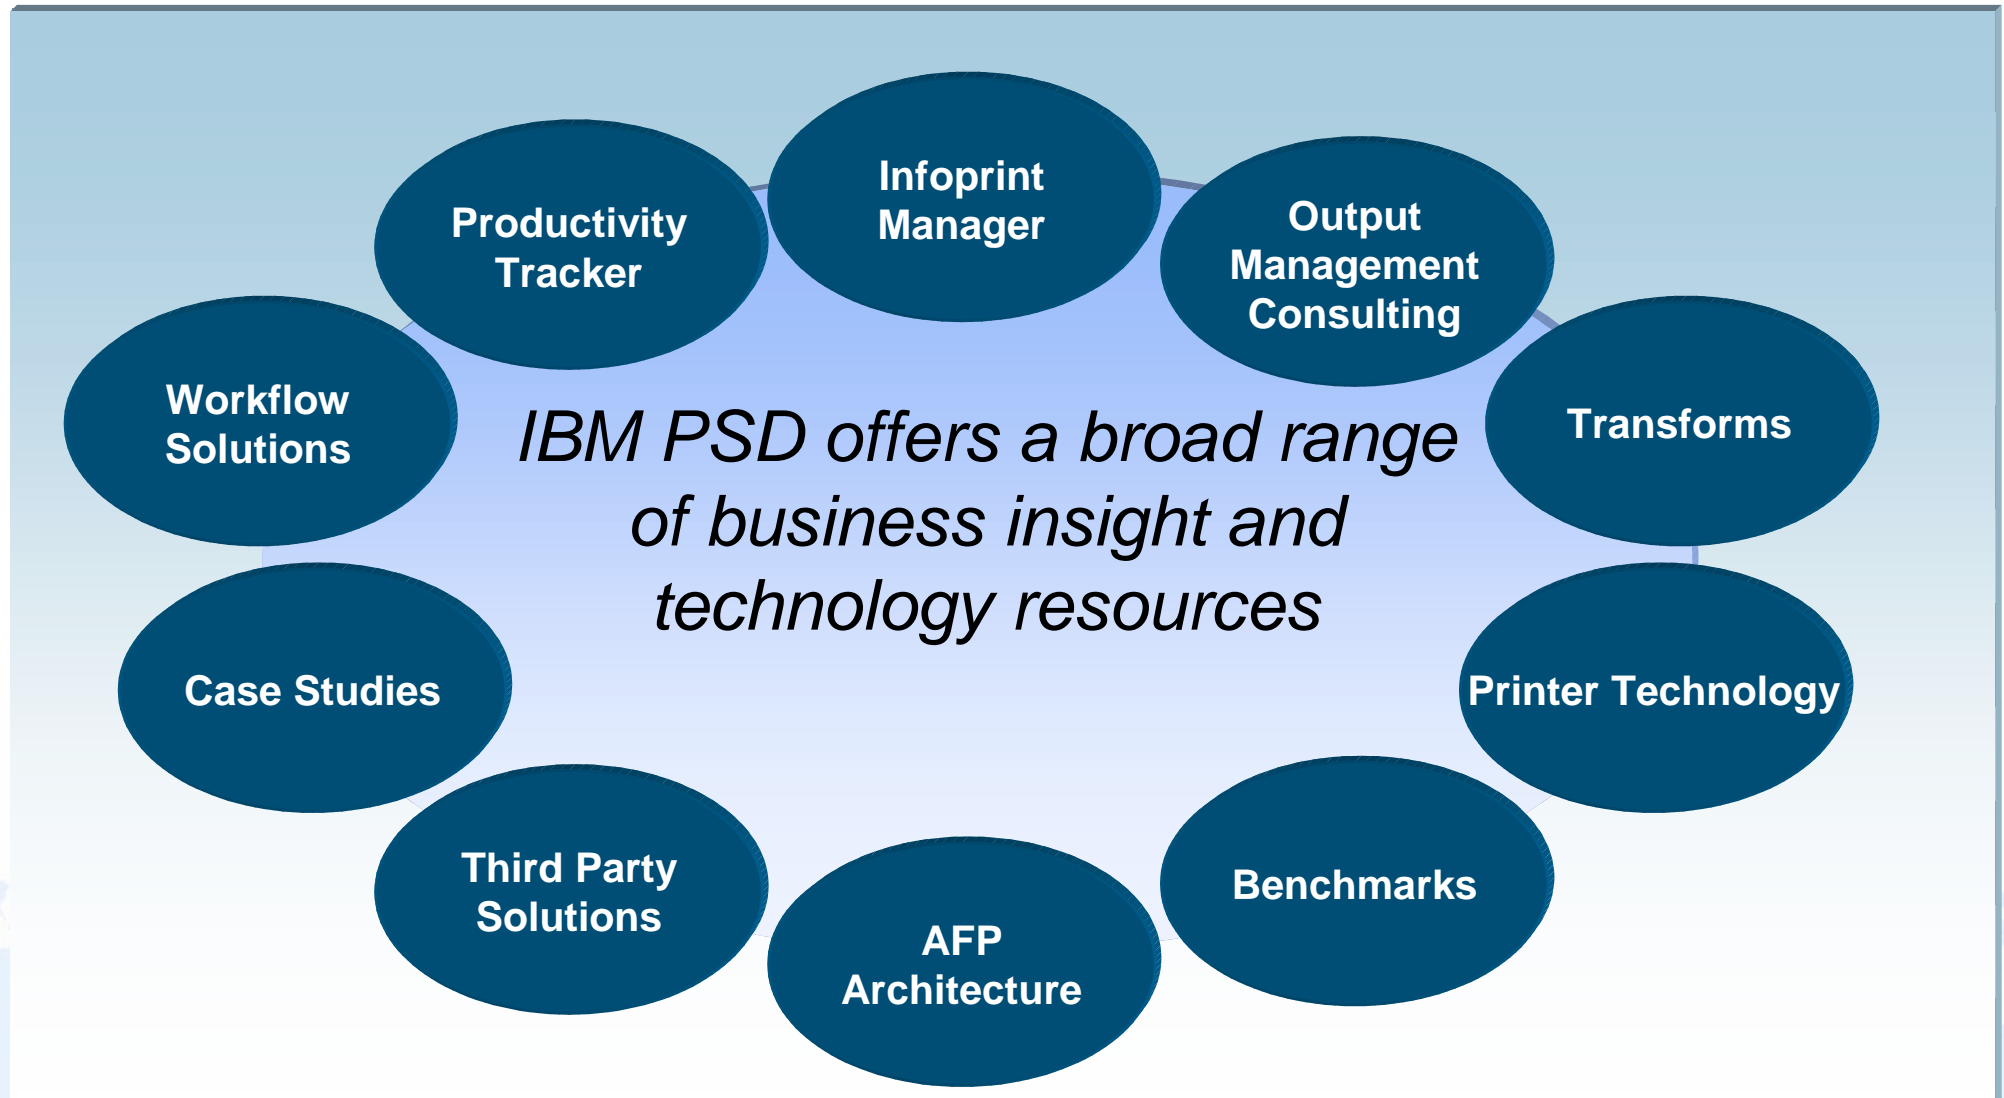 Infoprint
Manager
Productivity
Tracker
Output
Management
Consulting
Workflow
Solutions
Transforms
IBM PSD offers a broad range
of business insight and
technology resources
Case Studies
Printer Technology
Third Party
Solutions
Benchmarks
AFP
Architecture